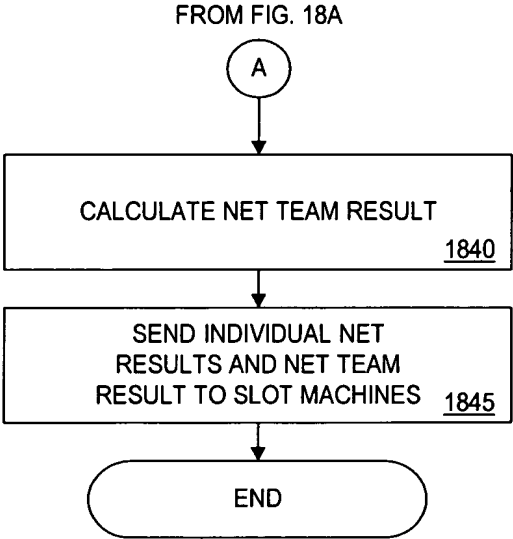 FROM FIG. 18A
A
CALCULATE NET TEAM RESULT
1840
SEND INDIVIDUAL NET
RESULTS AND NET TEAM
RESULT TO SLOT MACHINES
1845
END